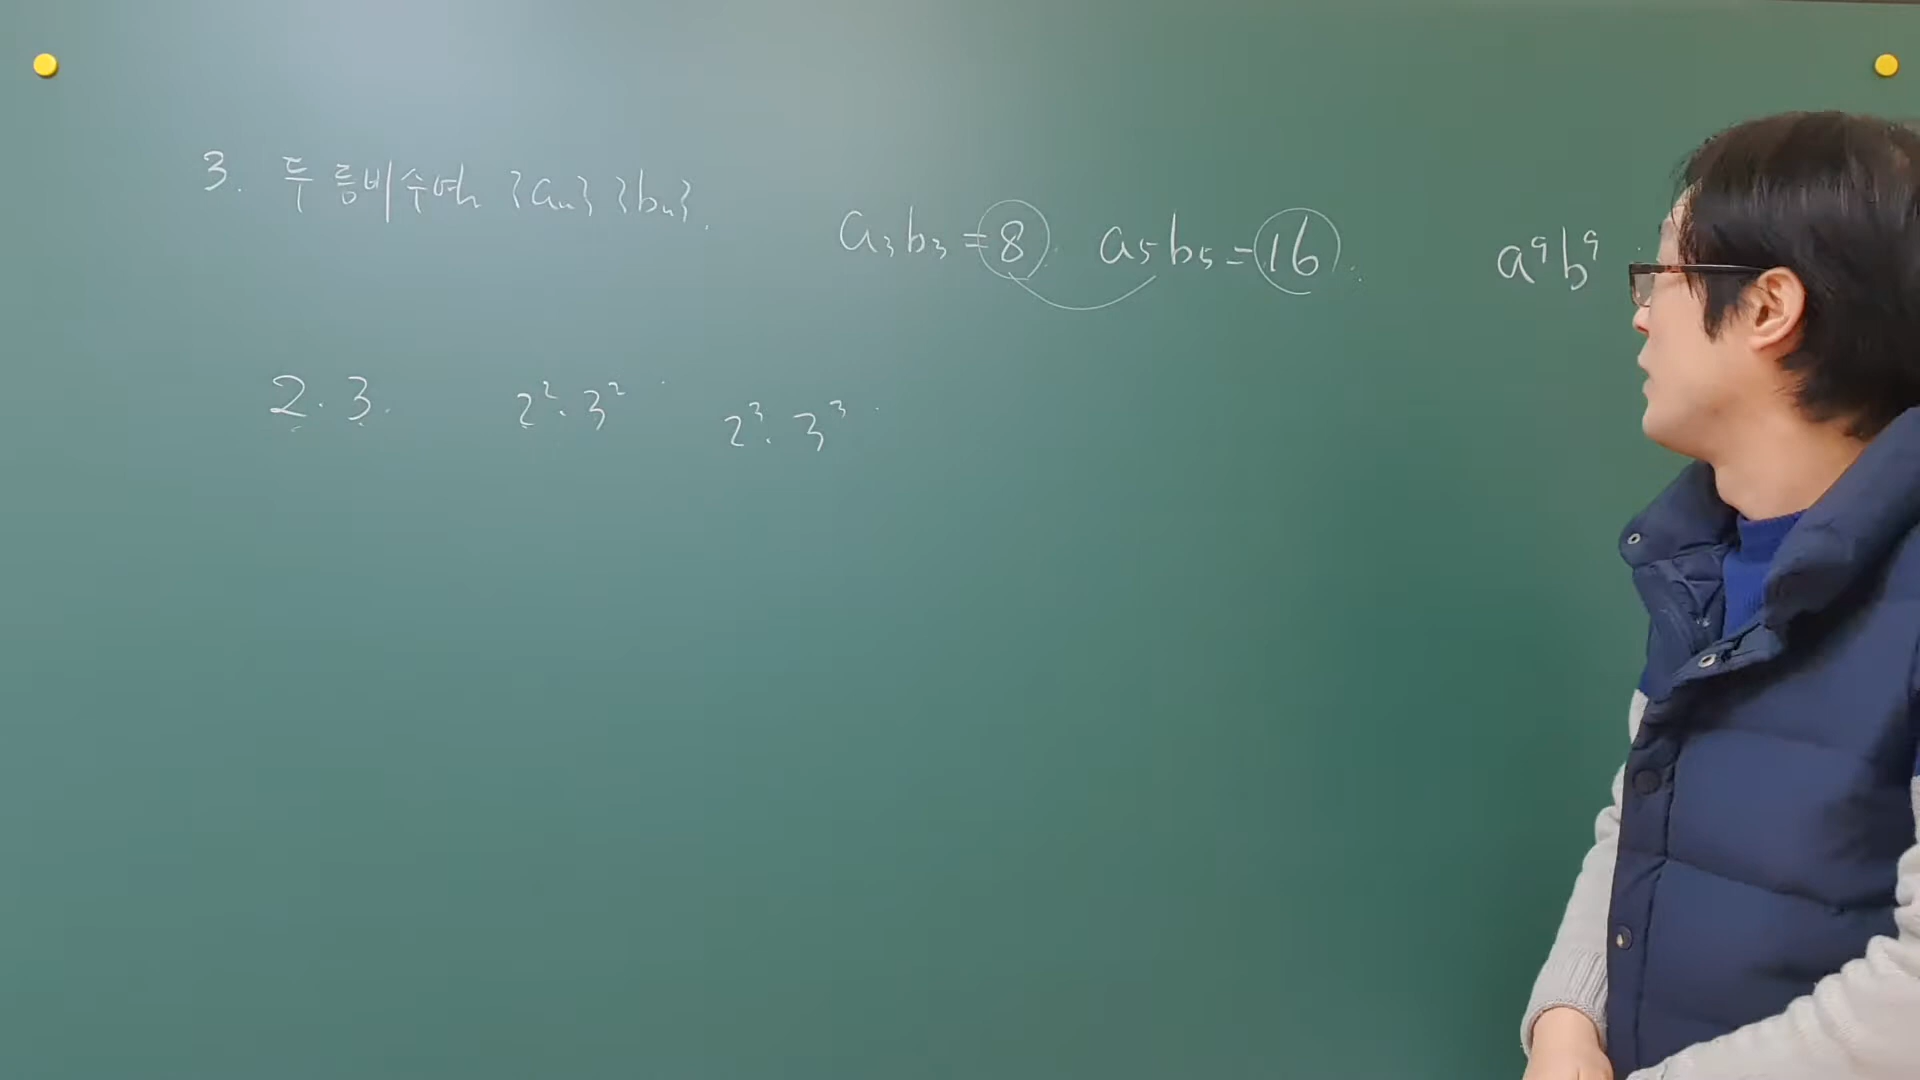 3. 두 등비수열 {aₙ} {bₙ}.
a₃b₃ = 8. a₅b₅ = 16.
a⁹b⁹
2·3. 2²·3² 2³·3³